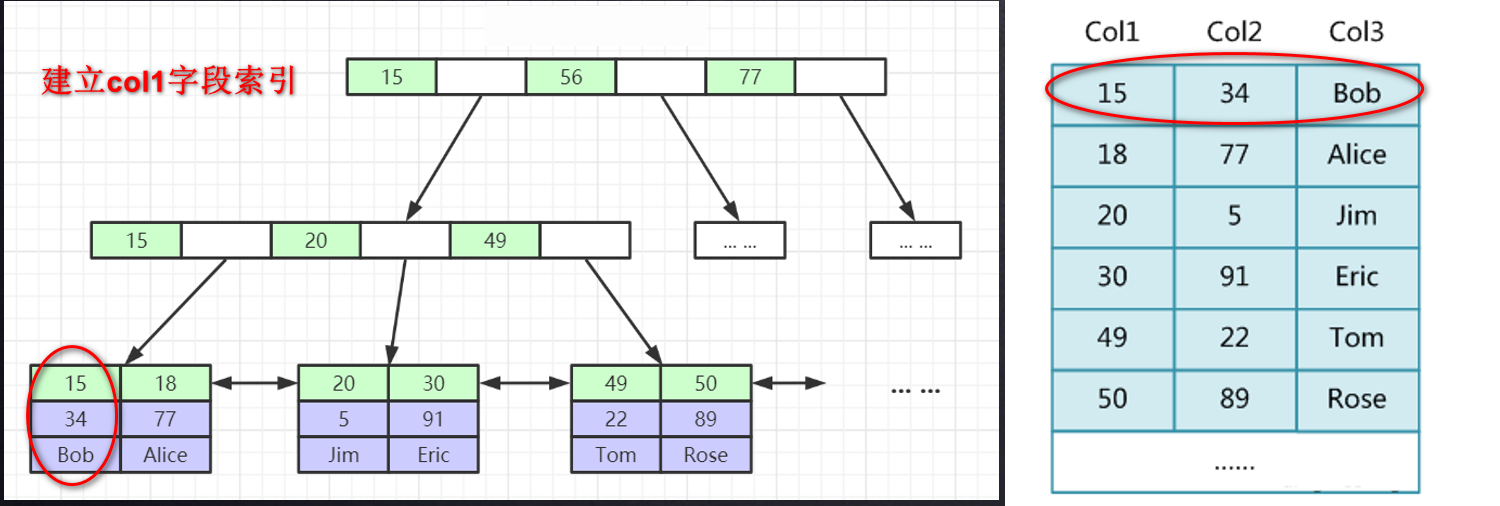 建立col1字段索引
15 56 77
15 20 49
... ...
... ...
15 18
34 77
Bob Alice
20 30
5 91
Jim Eric
49 50
22 89
Tom Rose
... ...
Col1 Col2 Col3
15 34 Bob
18 77 Alice
20 5 Jim
30 91 Eric
49 22 Tom
50 89 Rose
......